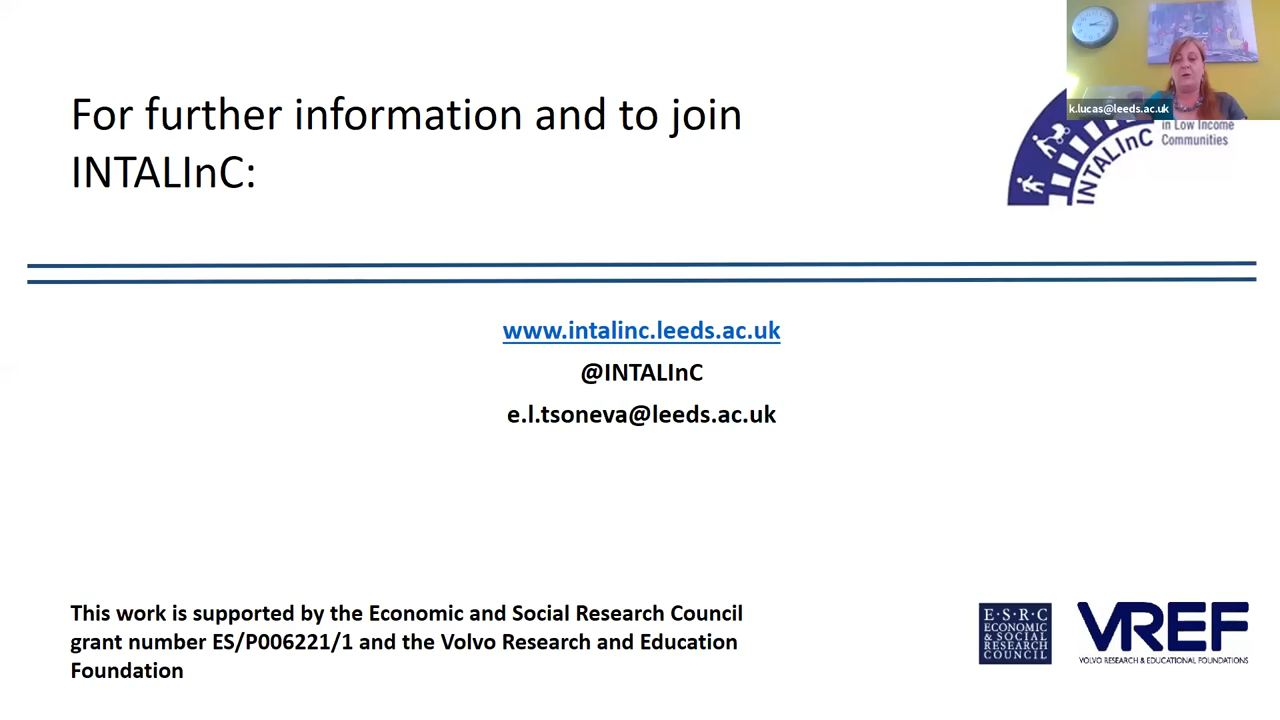 For further information and to join
INTALInC:
k.lucas@leeds.ac.uk
in Low Income
Communities
INTALInC
www.intalinc.leeds.ac.uk
@INTALInC
e.l.tsoneva@leeds.ac.uk
This work is supported by the Economic and Social Research Council
grant number ES/P006221/1 and the Volvo Research and Education
Foundation
E·S·R·C
ECONOMIC
& SOCIAL
RESEARCH
COUNCIL
VREF
VOLVO RESEARCH & EDUCATIONAL FOUNDATIONS